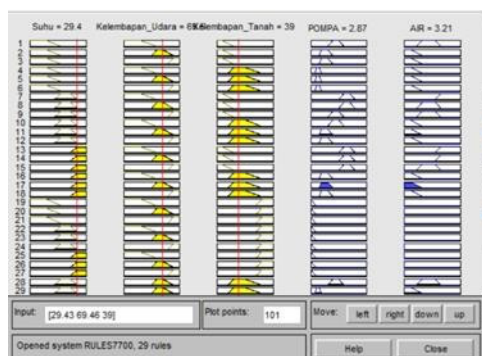 Suhu = 29.4
Kelembapan_Udara = 69.5
Kelembapan_Tanah = 39
POMPA = 2.87
AIR = 3.21
1
2
3
4
5
6
7
8
9
10
11
12
13
14
15
16
17
18
19
20
21
22
23
24
25
26
27
28
29
Input: [29.43 69.46 39]
Plot points: 101
Move: left right down up
Opened system RULES7700, 29 rules
Help Close